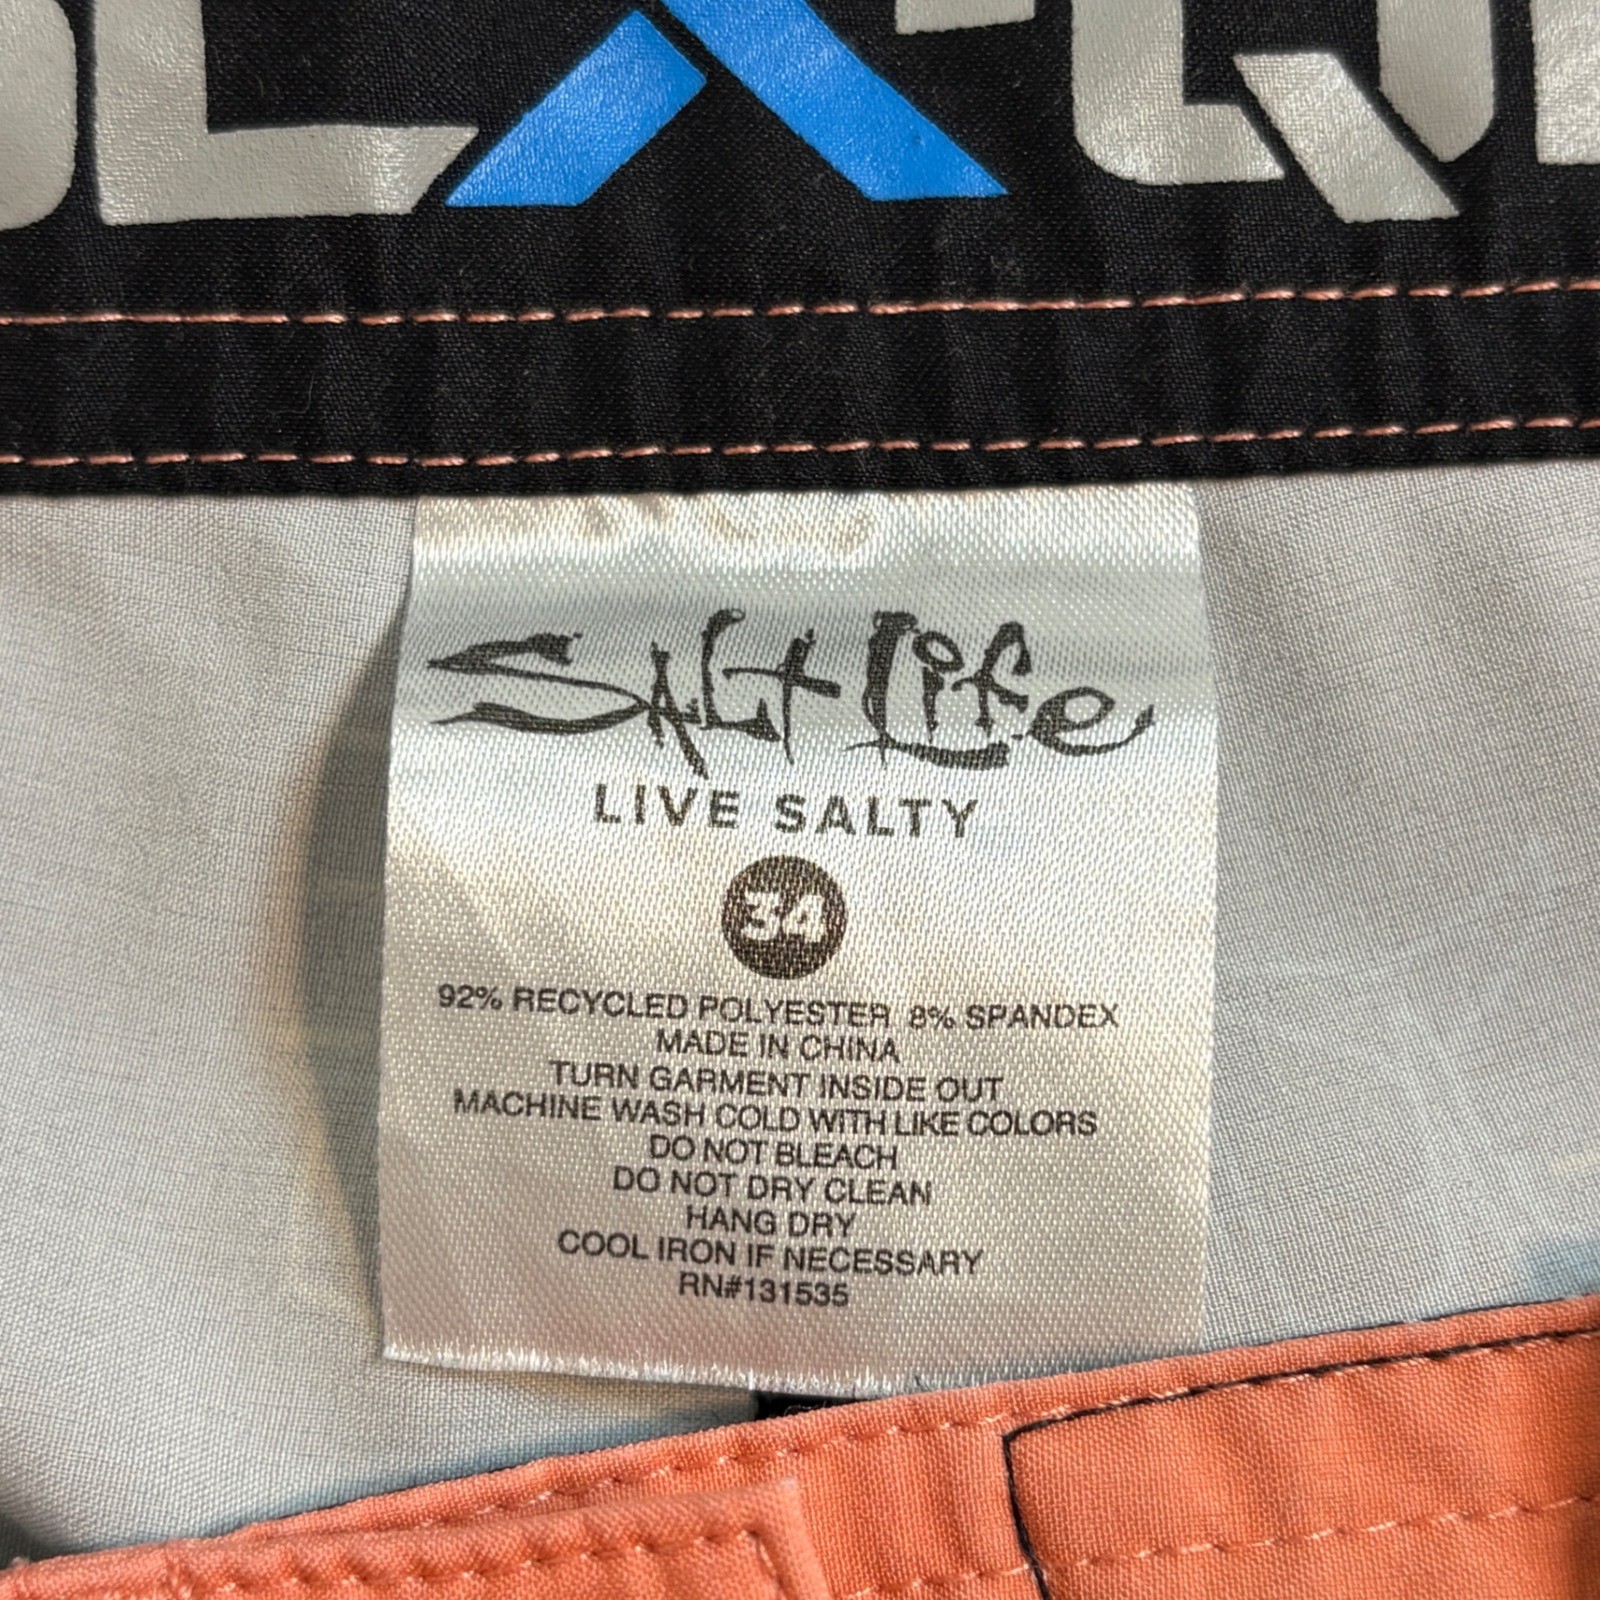 SALT LIFE
LIVE SALTY
34
92% RECYCLED POLYESTER 8% SPANDEX
MADE IN CHINA
TURN GARMENT INSIDE OUT
MACHINE WASH COLD WITH LIKE COLORS
DO NOT BLEACH
DO NOT DRY CLEAN
HANG DRY
COOL IRON IF NECESSARY
RN#131535